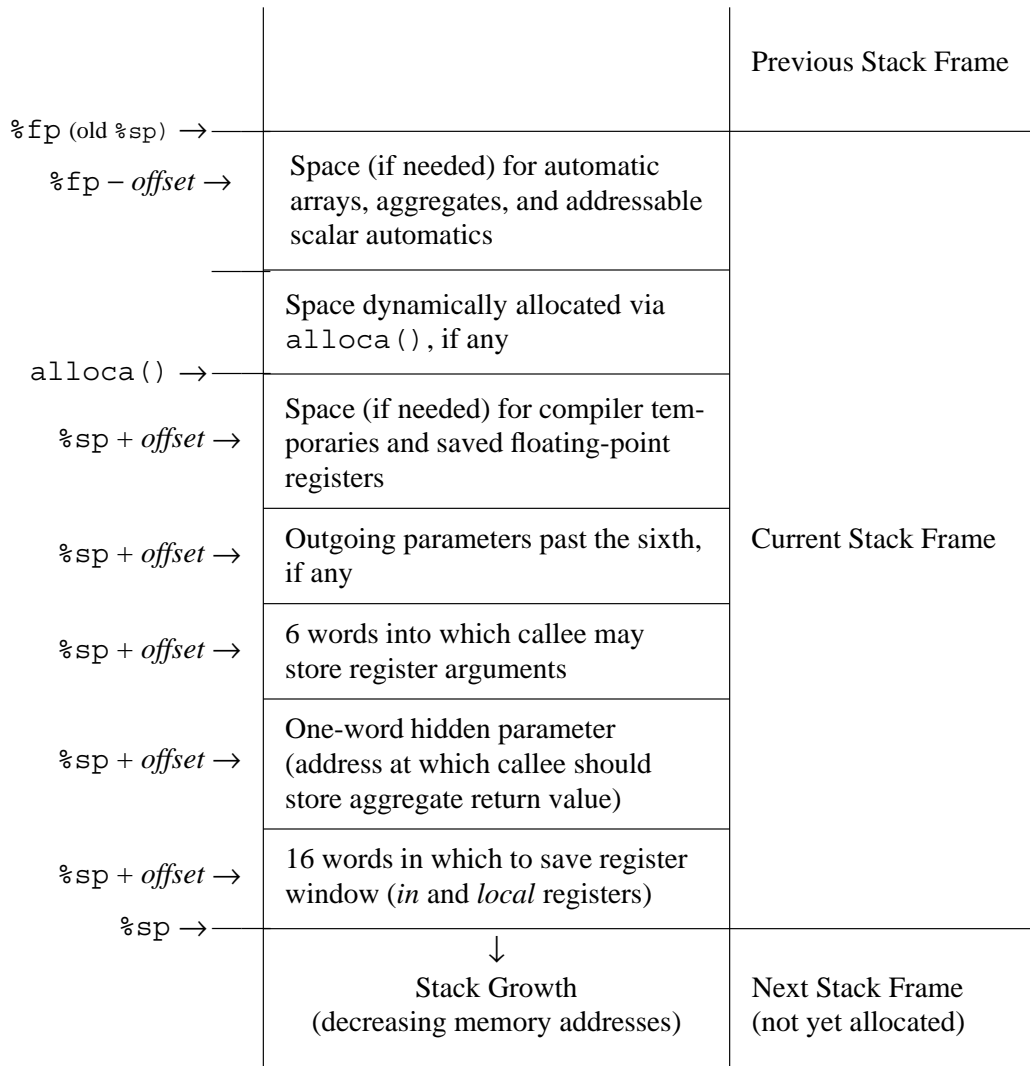 Previous Stack Frame
%fp (old %sp) →
%fp − offset →
Space (if needed) for automatic
arrays, aggregates, and addressable
scalar automatics
Space dynamically allocated via
alloca(), if any
alloca() →
%sp + offset →
Space (if needed) for compiler tem-
poraries and saved floating-point
registers
%sp + offset →
Outgoing parameters past the sixth,
if any
Current Stack Frame
%sp + offset →
6 words into which callee may
store register arguments
%sp + offset →
One-word hidden parameter
(address at which callee should
store aggregate return value)
%sp + offset →
16 words in which to save register
window (in and local registers)
%sp →
↓
Stack Growth
(decreasing memory addresses)
Next Stack Frame
(not yet allocated)